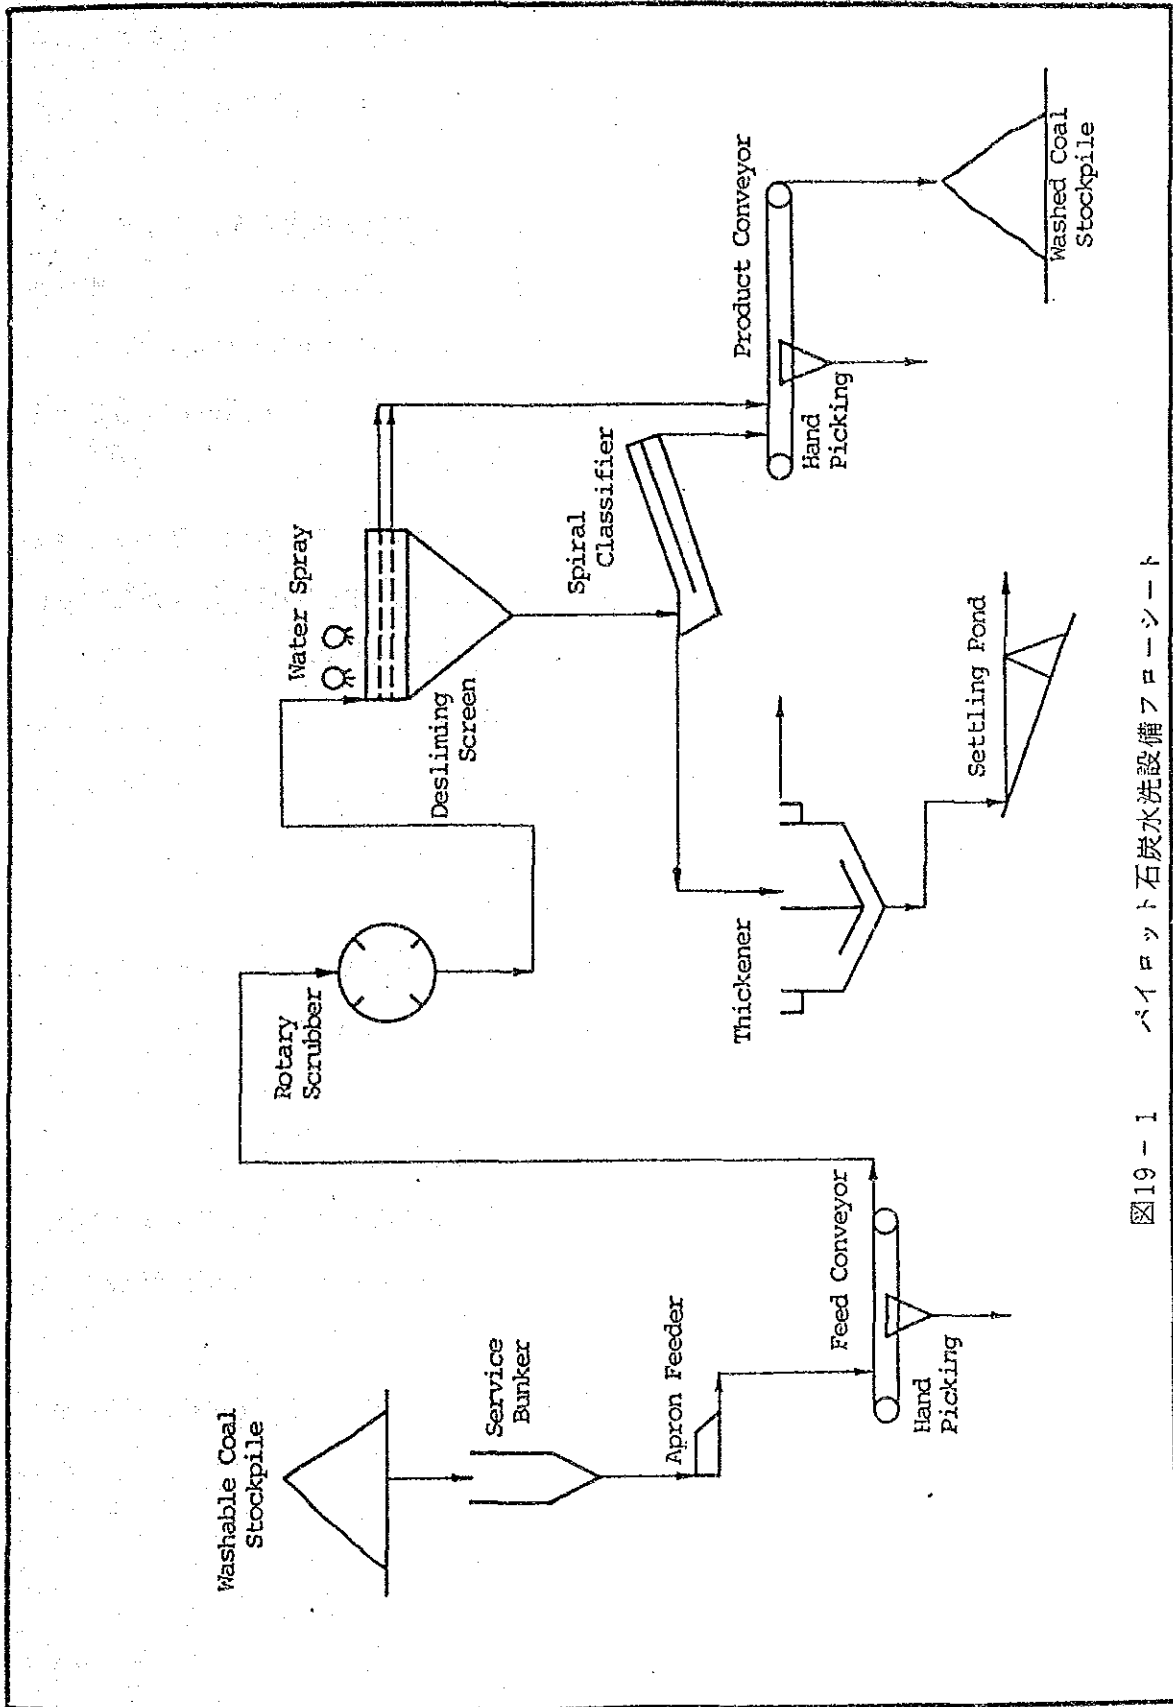 Washable Coal
Stockpile
Service
Bunker
Apron Feeder
Feed Conveyor
Hand
Picking
Rotary
Scrubber
Water Spray
Desliming
Screen
Spiral
Classifier
Thickener
Settling Pond
Product Conveyor
Hand
Picking
Washed Coal
Stockpile
図19-1 パイロット石炭水洗設備フローシート